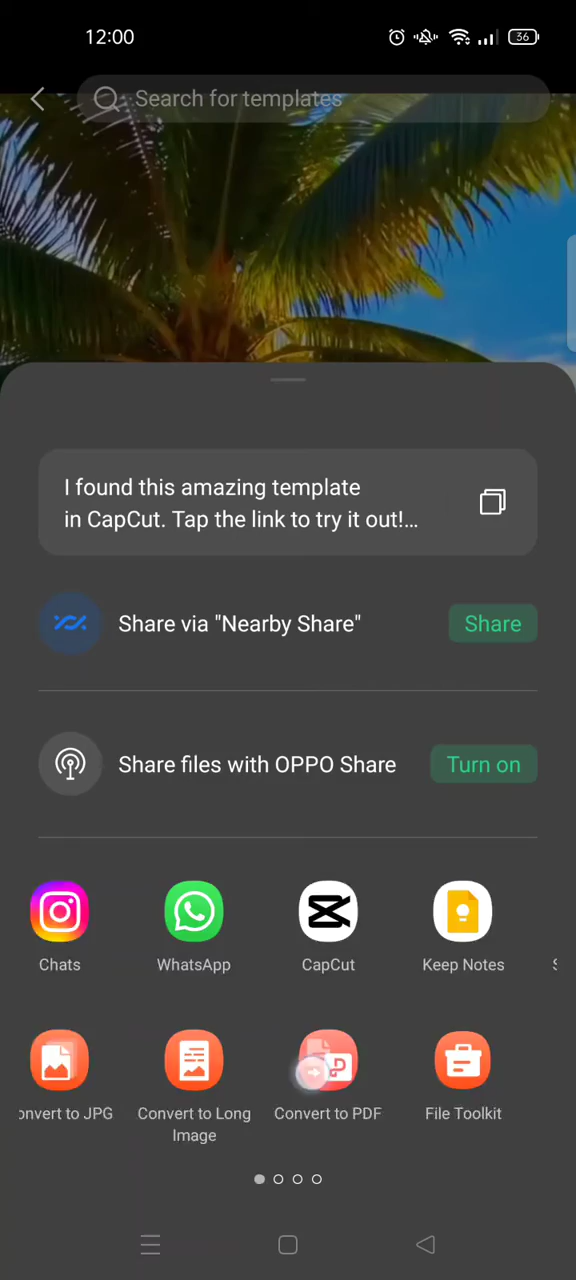 12:00
36
Search for templates
I found this amazing template
in CapCut. Tap the link to try it out!...
Share via "Nearby Share"
Share
Share files with OPPO Share
Turn on
Chats
WhatsApp
CapCut
Keep Notes
onvert to JPG
Convert to Long
Image
Convert to PDF
File Toolkit